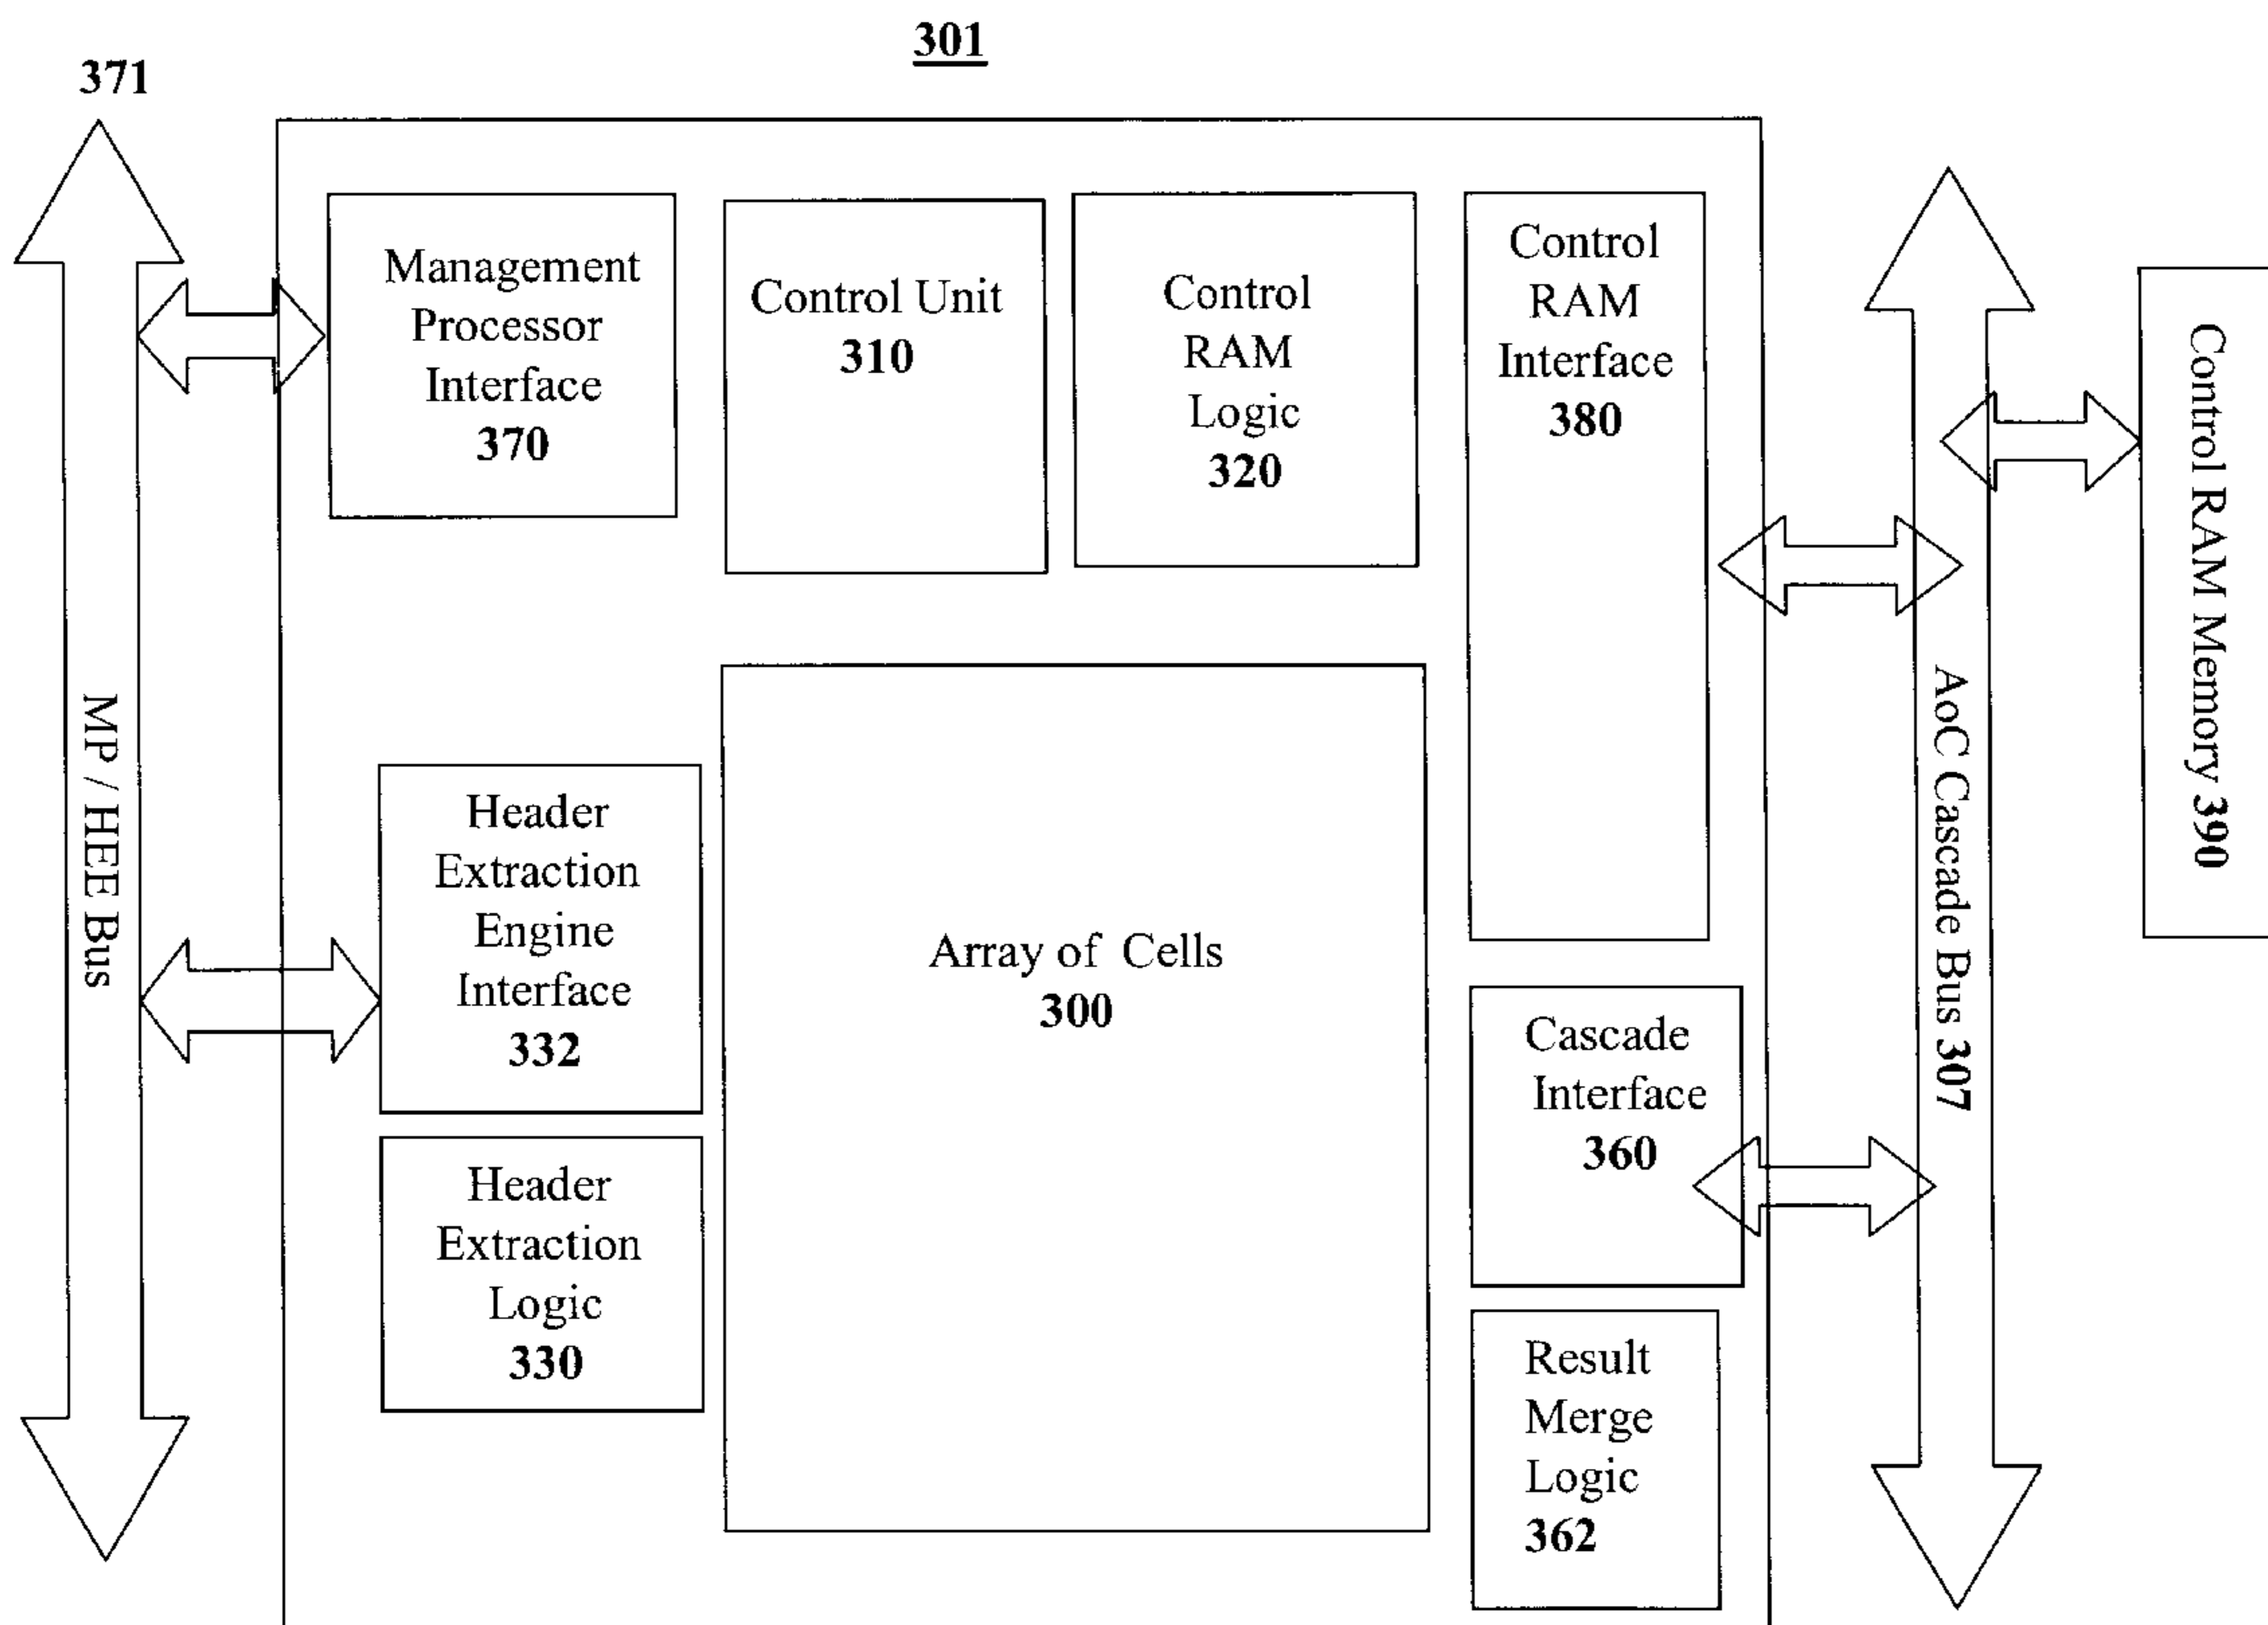 301
371
Management
Processor
Interface
370
Control Unit
310
Control
RAM
Logic
320
Control
RAM
Interface
380
Control RAM Memory 390
MP / HEE Bus
Header
Extraction
Engine
Interface
332
Array of Cells
300
AoC Cascade Bus 307
Cascade
Interface
360
Header
Extraction
Logic
330
Result
Merge
Logic
362